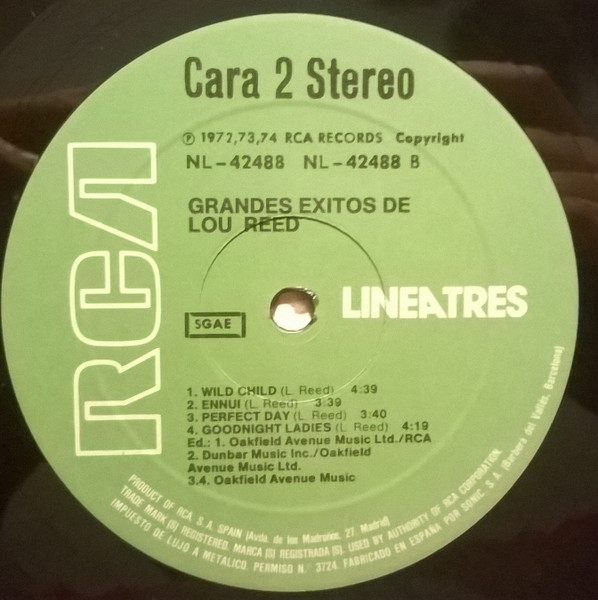 Cara 2 Stereo
℗ 1972,73,74 RCA RECORDS Copyright
NL-42488 NL-42488 B
GRANDES EXITOS DE
LOU REED
RCA
LINEATRES
SGAE
1. WILD CHILD (L. Reed) 4:39
2. ENNUI (L. Reed) 3:39
3. PERFECT DAY (L. Reed) 3:40
4. GOODNIGHT LADIES (L. Reed) 4:19
Ed.: 1. Oakfield Avenue Music Ltd./RCA
2. Dunbar Music Inc./Oakfield
Avenue Music Ltd.
3.4. Oakfield Avenue Music
PRODUCT OF RCA, S.A. SPAIN (Avda. de los Madroños, 27. Madrid)
TRADE MARK (S) REGISTERED. MARCA (S) REGISTRADA (S). USED BY AUTHORITY OF RCA CORPORATION.
IMPUESTO DE LUJO A METALICO. PERMISO N.º 3724. FABRICADO EN ESPAÑA POR SONIC, S.A. (Barbera del Valles, Barcelona)